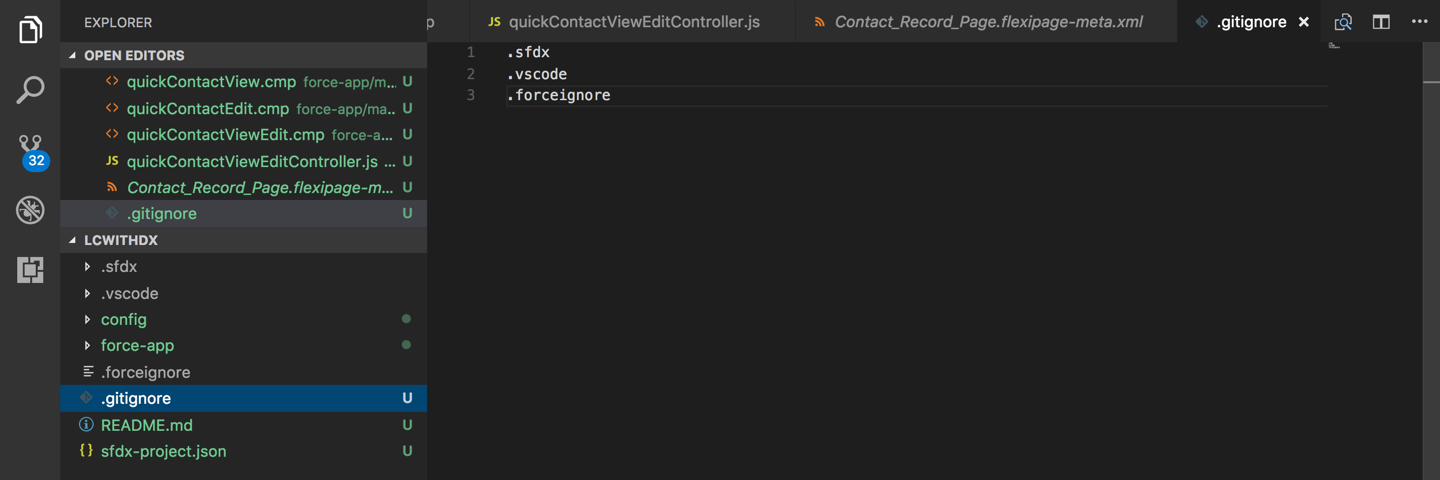 EXPLORER
p
JS quickContactViewEditController.js
Contact_Record_Page.flexipage-meta.xml
.gitignore
OPEN EDITORS
quickContactView.cmp force-app/m... U
quickContactEdit.cmp force-app/ma... U
quickContactViewEdit.cmp force-a... U
JS quickContactViewEditController.js ... U
Contact_Record_Page.flexipage-m... U
.gitignore U
LCWITHDX
.sfdx
.vscode
config
force-app
.forceignore
.gitignore U
README.md U
{} sfdx-project.json U
32
1 .sfdx
2 .vscode
3 .forceignore